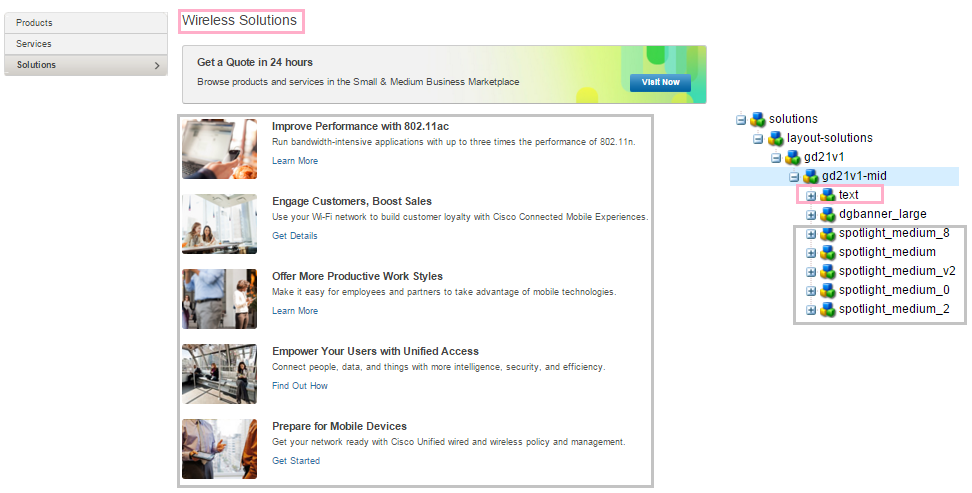 Products
Services
Solutions
Wireless Solutions
Get a Quote in 24 hours
Browse products and services in the Small & Medium Business Marketplace
Visit Now
Improve Performance with 802.11ac
Run bandwidth-intensive applications with up to three times the performance of 802.11n.
Learn More
Engage Customers, Boost Sales
Use your Wi-Fi network to build customer loyalty with Cisco Connected Mobile Experiences.
Get Details
Offer More Productive Work Styles
Make it easy for employees and partners to take advantage of mobile technologies.
Learn More
Empower Your Users with Unified Access
Connect people, data, and things with more intelligence, security, and efficiency.
Find Out How
Prepare for Mobile Devices
Get your network ready with Cisco Unified wired and wireless policy and management.
Get Started
solutions
layout-solutions
gd21v1
gd21v1-mid
text
dgbanner_large
spotlight_medium_8
spotlight_medium
spotlight_medium_v2
spotlight_medium_0
spotlight_medium_2